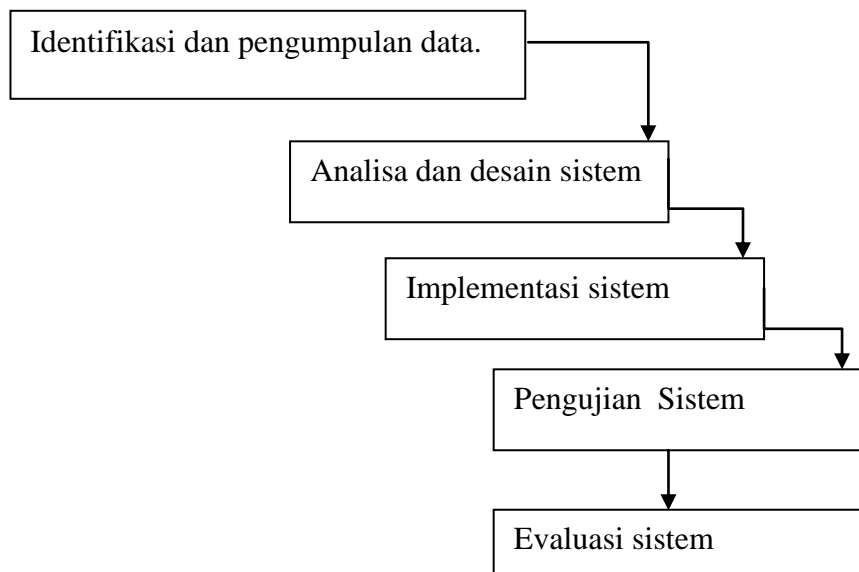 Identifikasi dan pengumpulan data.
Analisa dan desain sistem
Implementasi sistem
Pengujian  Sistem
Evaluasi sistem